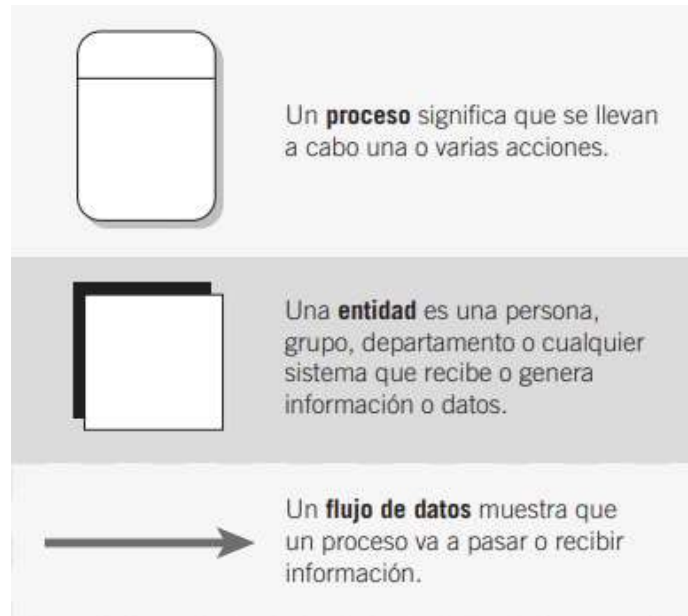 Un proceso significa que se llevan
a cabo una o varias acciones.
Una entidad es una persona,
grupo, departamento o cualquier
sistema que recibe o genera
información o datos.
Un flujo de datos muestra que
un proceso va a pasar o recibir
información.